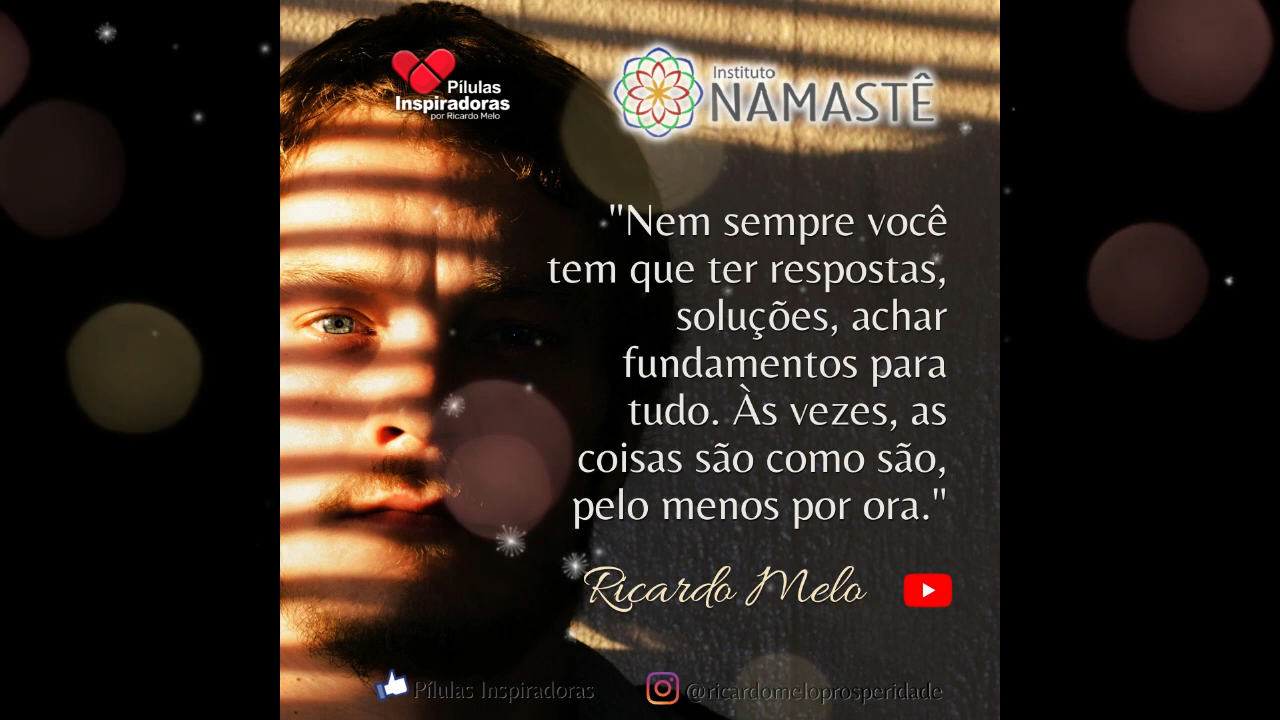 Pílulas
Inspiradoras
por Ricardo Melo
Instituto
NAMASTÊ
"Nem sempre você
tem que ter respostas,
soluções, achar
fundamentos para
tudo. Às vezes, as
coisas são como são,
pelo menos por ora."
Ricardo Melo
Pílulas Inspiradoras
@ricardomeloprosperidade